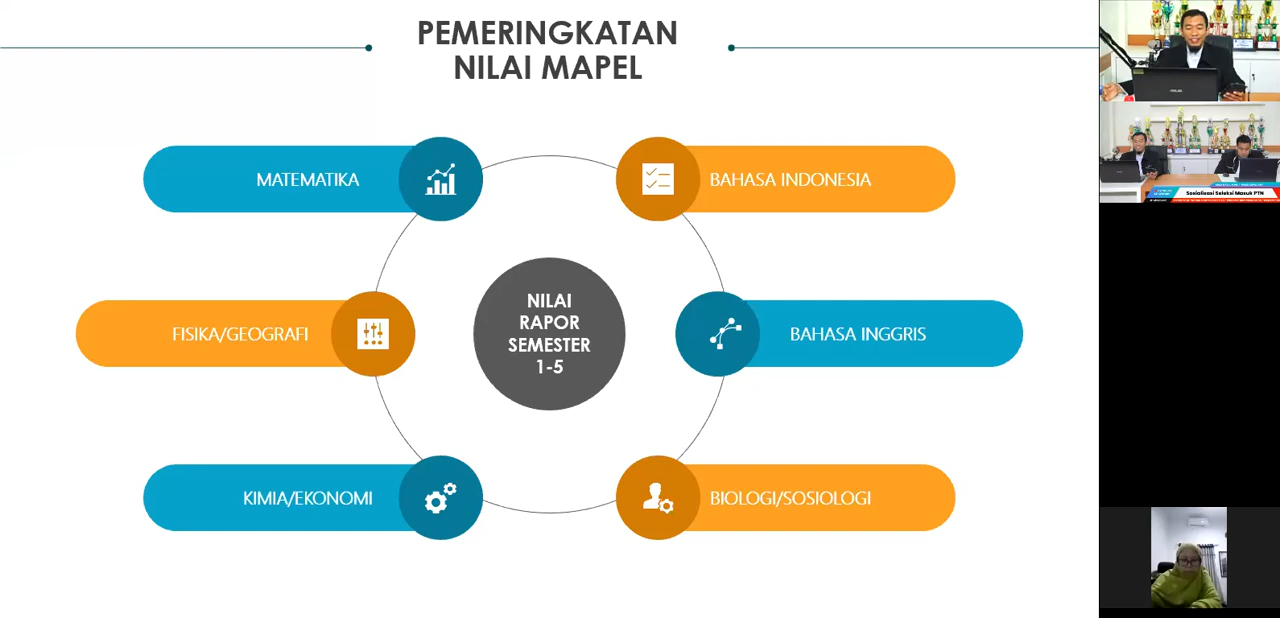 PEMERINGKATAN
NILAI MAPEL
MATEMATIKA
BAHASA INDONESIA
FISIKA/GEOGRAFI
NILAI
RAPOR
SEMESTER
1-5
BAHASA INGGRIS
KIMIA/EKONOMI
BIOLOGI/SOSIOLOGI
Sosialisasi Seleksi Masuk PTN